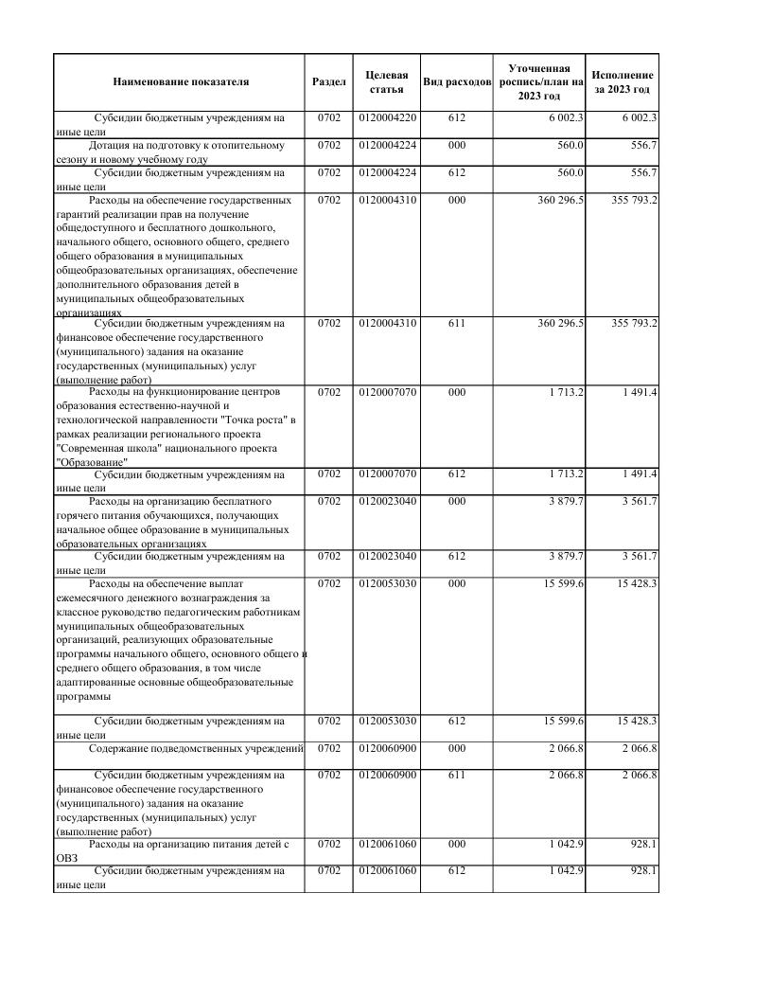 Наименование показателя Раздел Целевая статья Вид расходов Уточненная роспись/план на 2023 год Исполнение за 2023 год
Субсидии бюджетным учреждениям на 0702 0120004220 612 6 002.3 6 002.3
иные цели
Дотация на подготовку к отопительному 0702 0120004224 000 560.0 556.7
сезону и новому учебному году
Субсидии бюджетным учреждениям на 0702 0120004224 612 560.0 556.7
иные цели
Расходы на обеспечение государственных 0702 0120004310 000 360 296.5 355 793.2
гарантий реализации прав на получение
общедоступного и бесплатного дошкольного,
начального общего, основного общего, среднего
общего образования в муниципальных
общеобразовательных организациях, обеспечение
дополнительного образования детей в
муниципальных общеобразовательных
организациях
Субсидии бюджетным учреждениям на 0702 0120004310 611 360 296.5 355 793.2
финансовое обеспечение государственного
(муниципального) задания на оказание
государственных (муниципальных) услуг
(выполнение работ)
Расходы на функционирование центров 0702 0120007070 000 1 713.2 1 491.4
образования естественно-научной и
технологической направленности "Точка роста" в
рамках реализации регионального проекта
"Современная школа" национального проекта
"Образование"
Субсидии бюджетным учреждениям на 0702 0120007070 612 1 713.2 1 491.4
иные цели
Расходы на организацию бесплатного 0702 0120023040 000 3 879.7 3 561.7
горячего питания обучающихся, получающих
начальное общее образование в муниципальных
образовательных организациях
Субсидии бюджетным учреждениям на 0702 0120023040 612 3 879.7 3 561.7
иные цели
Расходы на обеспечение выплат 0702 0120053030 000 15 599.6 15 428.3
ежемесячного денежного вознаграждения за
классное руководство педагогическим работникам
муниципальных общеобразовательных
организаций, реализующих образовательные
программы начального общего, основного общего и
среднего общего образования, в том числе
адаптированные основные общеобразовательные
программы
Субсидии бюджетным учреждениям на 0702 0120053030 612 15 599.6 15 428.3
иные цели
Содержание подведомственных учреждений 0702 0120060900 000 2 066.8 2 066.8
Субсидии бюджетным учреждениям на 0702 0120060900 611 2 066.8 2 066.8
финансовое обеспечение государственного
(муниципального) задания на оказание
государственных (муниципальных) услуг
(выполнение работ)
Расходы на организацию питания детей с 0702 0120061060 000 1 042.9 928.1
ОВЗ
Субсидии бюджетным учреждениям на 0702 0120061060 612 1 042.9 928.1
иные цели